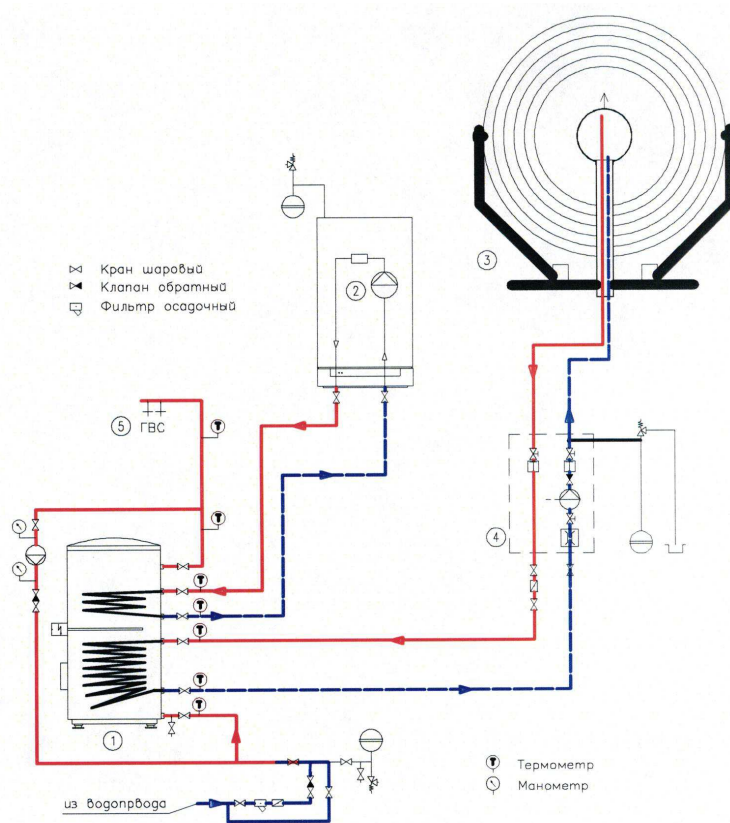 3
2
Кран шаровый
Клапан обратный
Фильтр осадочный
5 ГВС
4
1
Термометр
Манометр
из водопрвода